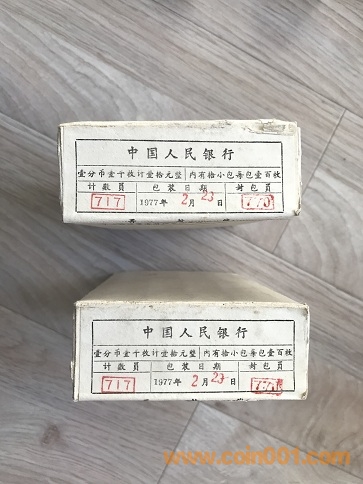 中国人民银行
壹分币壹千枚计壹拾元整 内有拾小包每包壹百枚
计数员 包装日期 封包员
717 1977年2月23日
中国人民银行
壹分币壹千枚计壹拾元整 内有拾小包每包壹百枚
计数员 包装日期 封包员
717 1977年2月23日
www.coin001.com